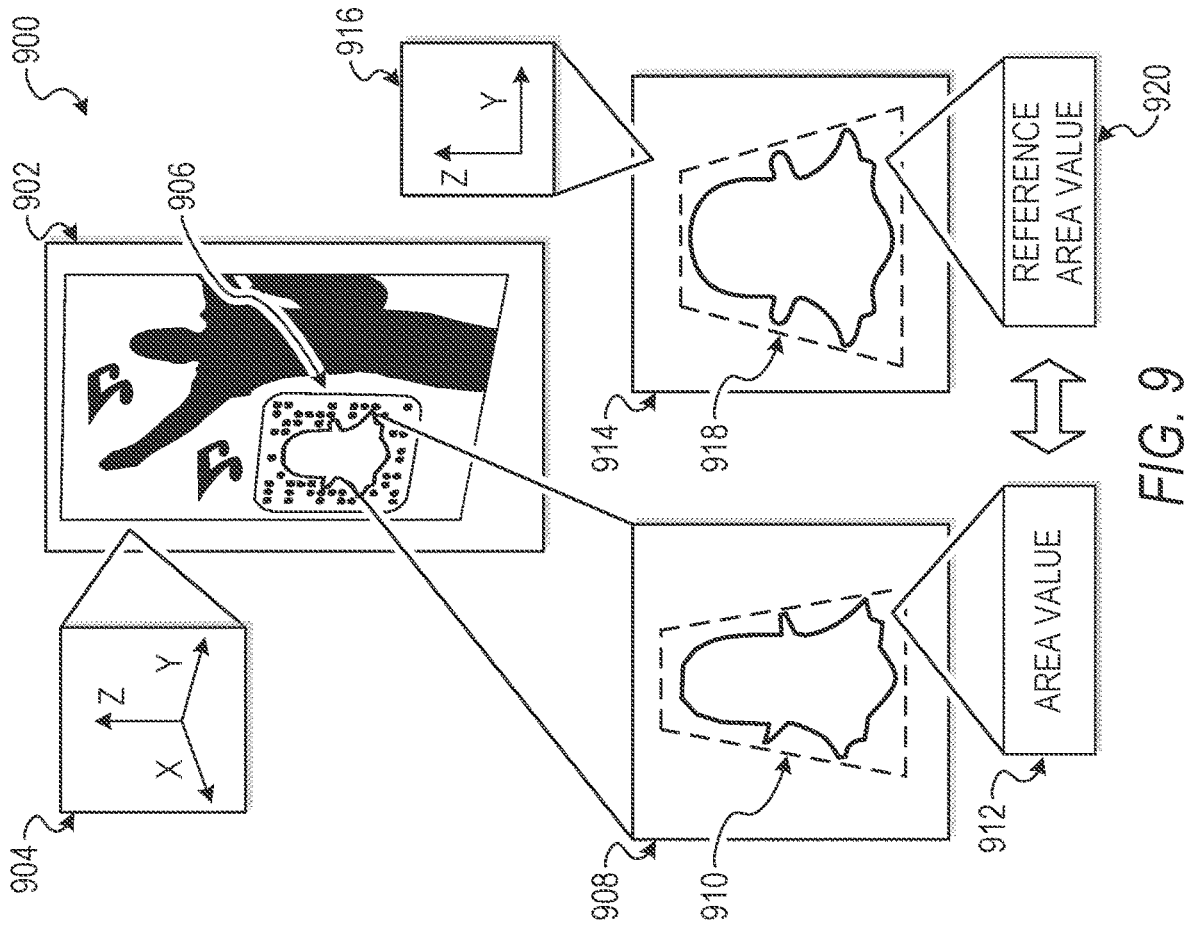 900
902
906
904
Z
Y
X
916
Z
Y
908
910
914
918
912
AREA VALUE
REFERENCE
AREA VALUE
920
FIG. 9